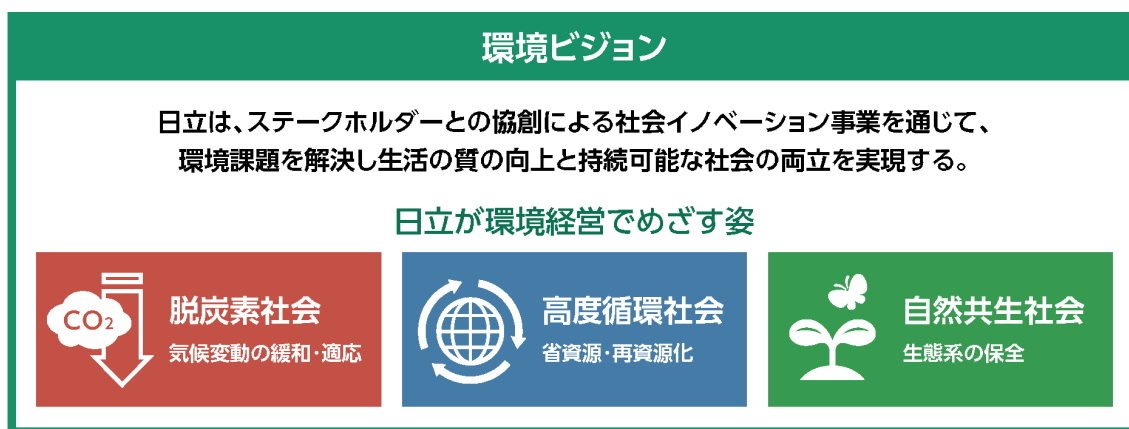 環境ビジョン
日立は、ステークホルダーとの協創による社会イノベーション事業を通じて、
環境課題を解決し生活の質の向上と持続可能な社会の両立を実現する。
日立が環境経営でめざす姿
CO₂
脱炭素社会
気候変動の緩和・適応
高度循環社会
省資源・再資源化
自然共生社会
生態系の保全